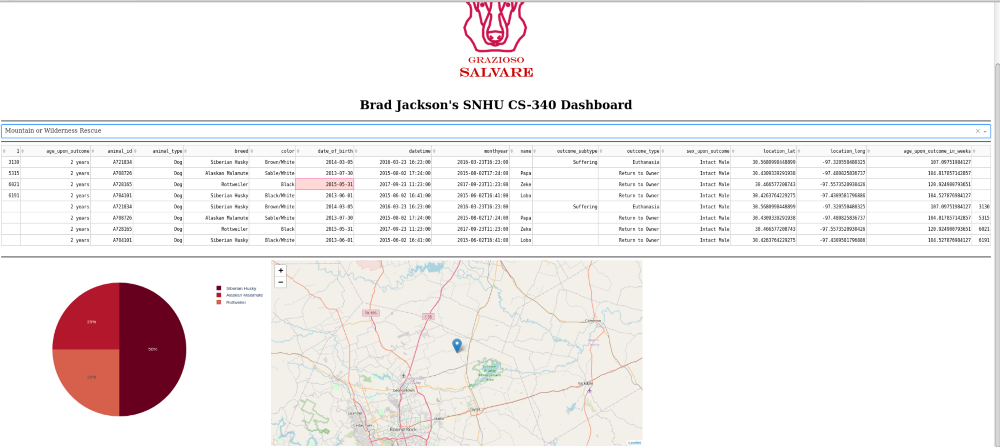 GRAZIOSO
SALVARE
Brad Jackson's SNHU CS-340 Dashboard
Mountain or Wilderness Rescue
1 age_upon_outcome animal_id animal_type breed color date_of_birth datetime monthyear name outcome_subtype outcome_type sex_upon_outcome location_lat location_long age_upon_outcome_in_weeks
3130 2 years A721834 Dog Siberian Husky Brown/White 2014-03-05 2016-03-23 16:23:00 2016-03-23T16:23:00 Suffering Euthanasia Intact Male 30.5680998448899 -97.320550480325 107.09751984127
5315 2 years A708726 Dog Alaskan Malamute Sable/White 2013-07-30 2015-08-02 17:24:00 2015-08-02T17:24:00 Papa Return to Owner Intact Male 30.4309339291938 -97.480825836737 104.817857142857
6021 2 years A728165 Dog Rottweiler Black 2015-05-31 2017-09-23 11:23:00 2017-09-23T11:23:00 Zeke Return to Owner Intact Male 30.466577208743 -97.5573520930426 120.924900793651
6191 2 years A704101 Dog Siberian Husky Black/White 2013-06-01 2015-06-02 16:41:00 2015-06-02T16:41:00 Lobo Return to Owner Intact Male 30.4263764229275 -97.4309581796886 104.527876984127
2 years A721834 Dog Siberian Husky Brown/White 2014-03-05 2016-03-23 16:23:00 2016-03-23T16:23:00 Suffering Euthanasia Intact Male 30.5680998448899 -97.320550480325 107.09751984127 3130
2 years A708726 Dog Alaskan Malamute Sable/White 2013-07-30 2015-08-02 17:24:00 2015-08-02T17:24:00 Papa Return to Owner Intact Male 30.4309339291938 -97.480825836737 104.817857142857 5315
2 years A728165 Dog Rottweiler Black 2015-05-31 2017-09-23 11:23:00 2017-09-23T11:23:00 Zeke Return to Owner Intact Male 30.466577208743 -97.5573520930426 120.924900793651 6021
2 years A704101 Dog Siberian Husky Black/White 2013-06-01 2015-06-02 16:41:00 2015-06-02T16:41:00 Lobo Return to Owner Intact Male 30.4263764229275 -97.4309581796886 104.527876984127 6191
Siberian Husky
Alaskan Malamute
Rottweiler
25%
50%
25%
+
−
TX 195
I 35
Cameron
Milam
County
Granger
Wildlife
Management
Area
Williamson
County
Georgetown
Rockdale
Taylor
Leander
Hutto
Cedar Park
Round Rock
Leaflet